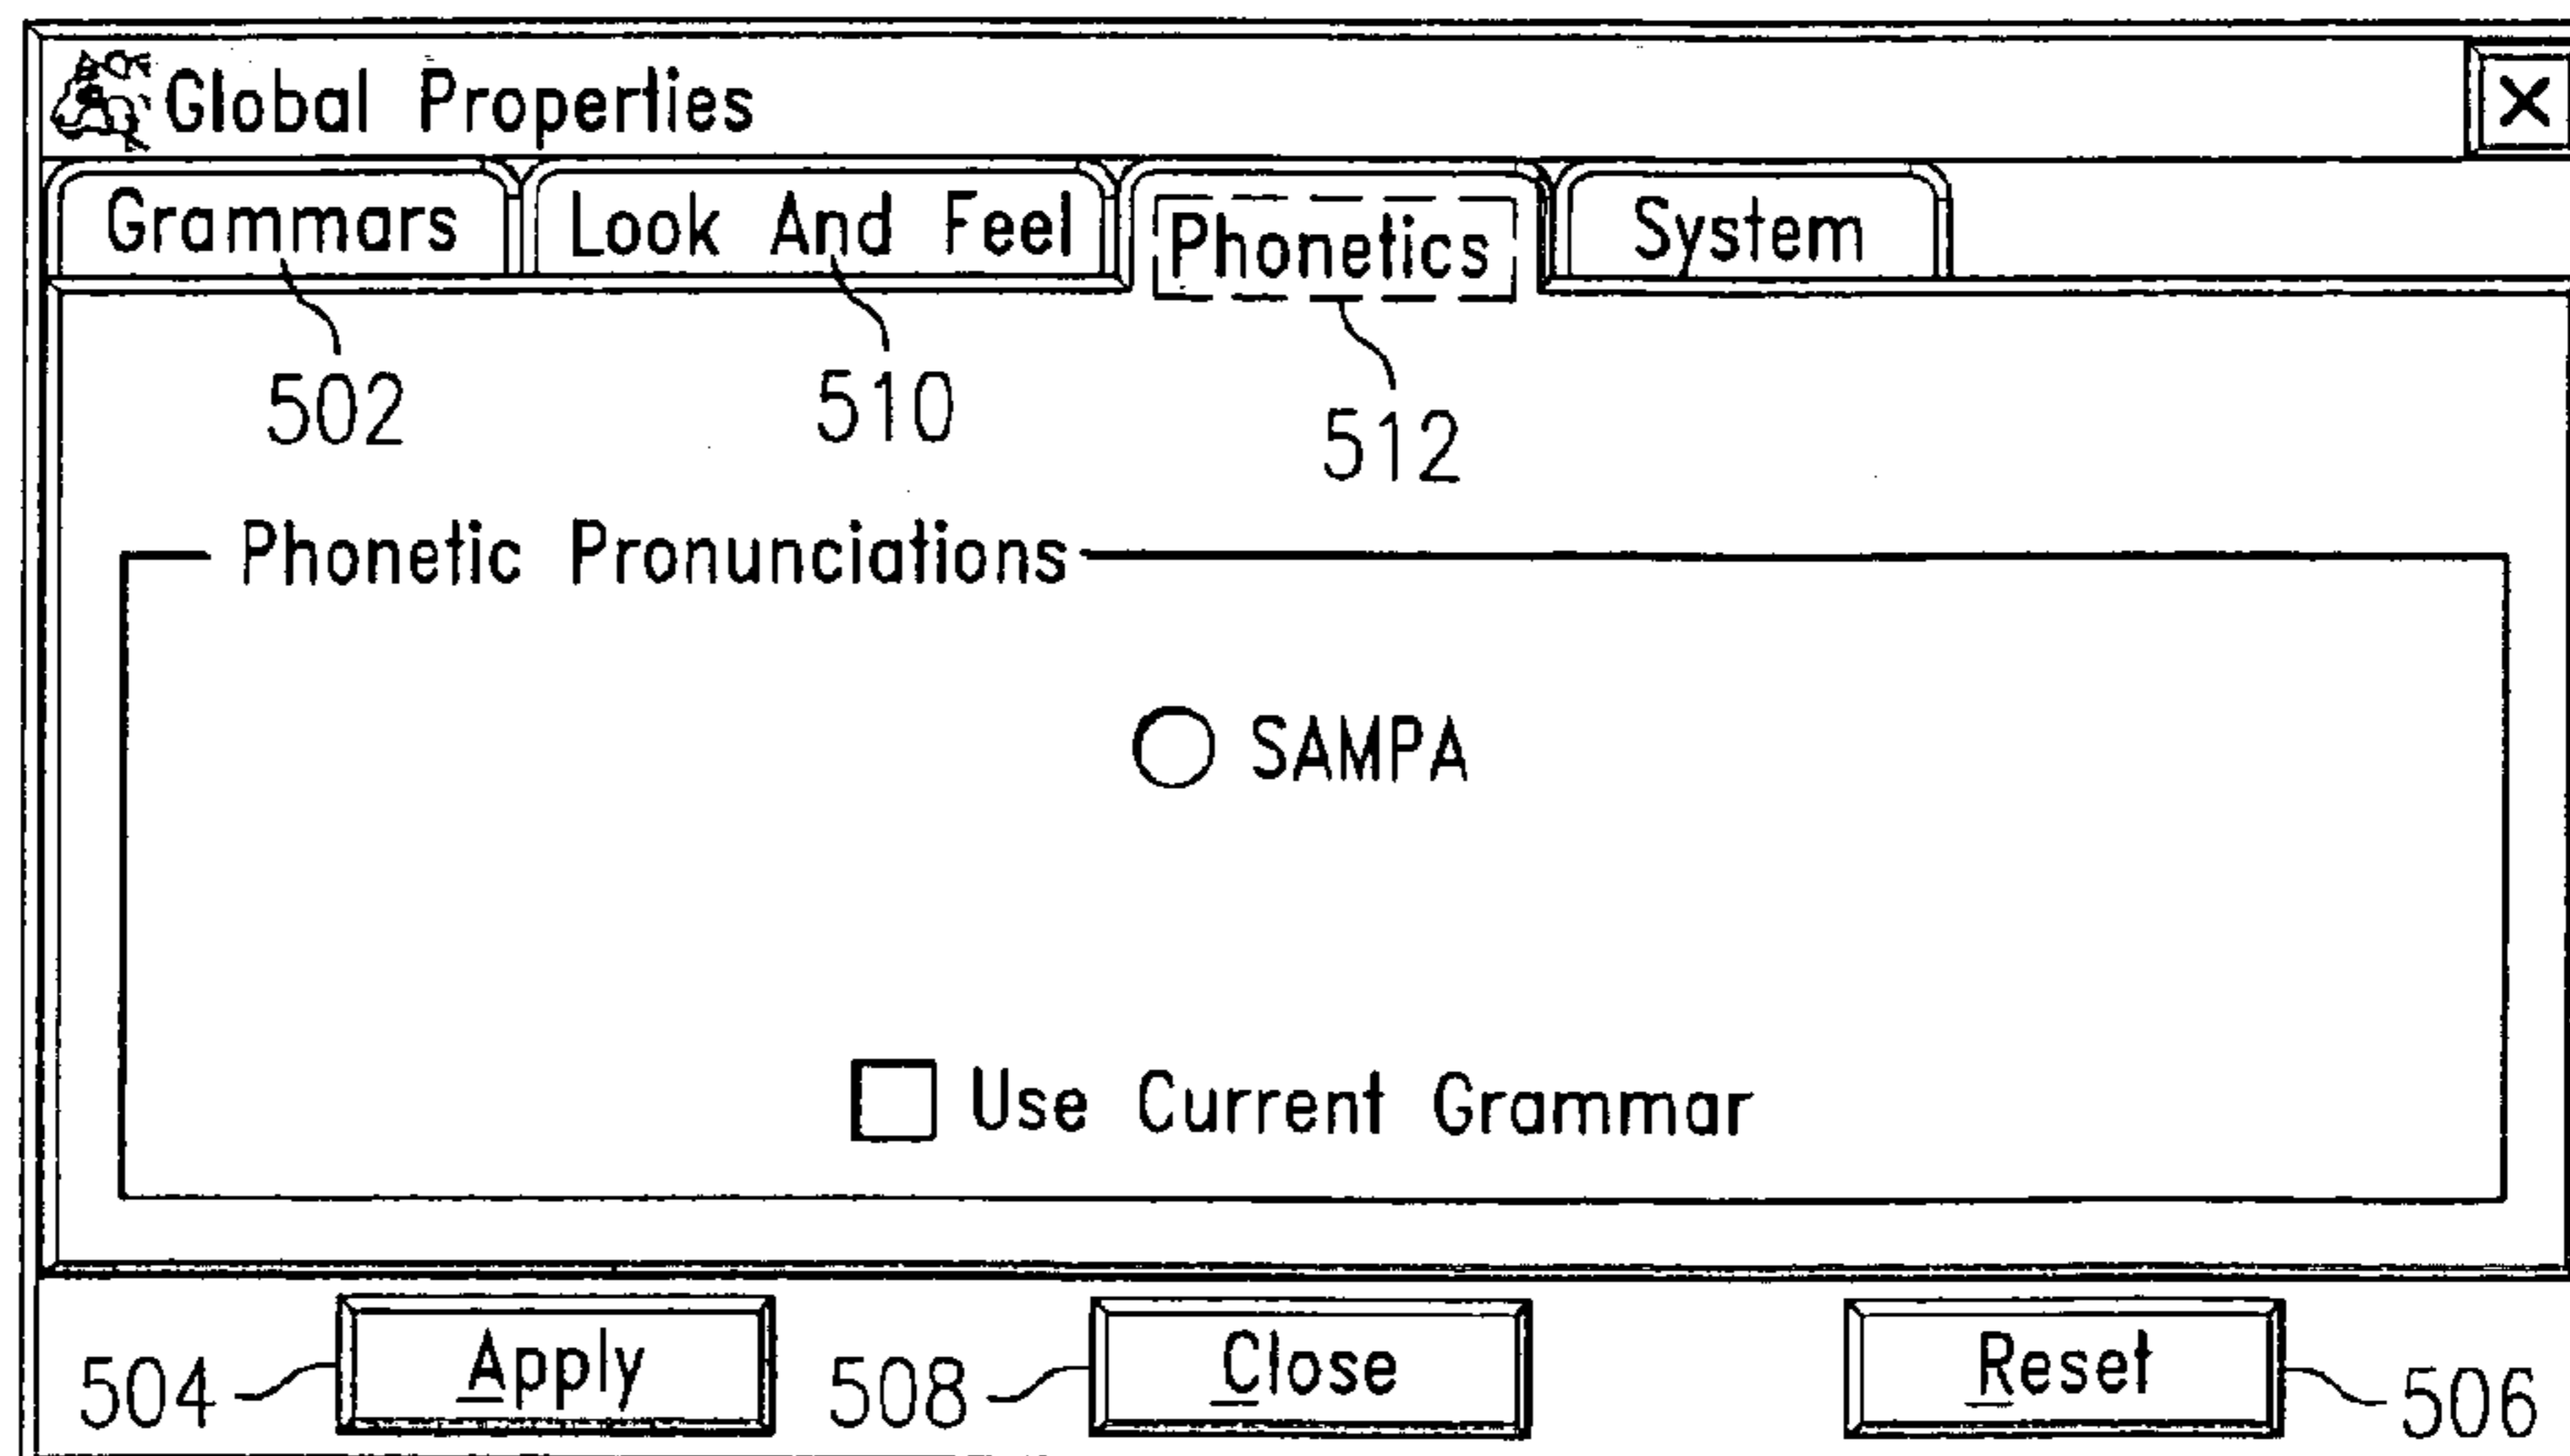 Global Properties X
Grammars Look And Feel Phonetics System
502 510 512
Phonetic Pronunciations
SAMPA
Use Current Grammar
504 Apply 508 Close Reset 506